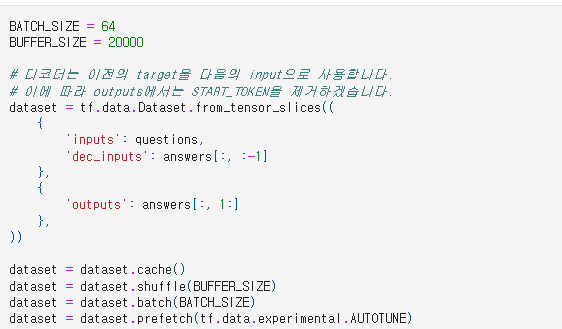 BATCH_SIZE = 64
BUFFER_SIZE = 20000
# 디코더는 이전의 target을 다음의 input으로 사용합니다.
# 이에 따라 outputs에서는 START_TOKEN을 제거하겠습니다.
dataset = tf.data.Dataset.from_tensor_slices((
    {
        'inputs': questions,
        'dec_inputs': answers[:, :-1]
    },
    {
        'outputs': answers[:, 1:]
    },
))
dataset = dataset.cache()
dataset = dataset.shuffle(BUFFER_SIZE)
dataset = dataset.batch(BATCH_SIZE)
dataset = dataset.prefetch(tf.data.experimental.AUTOTUNE)